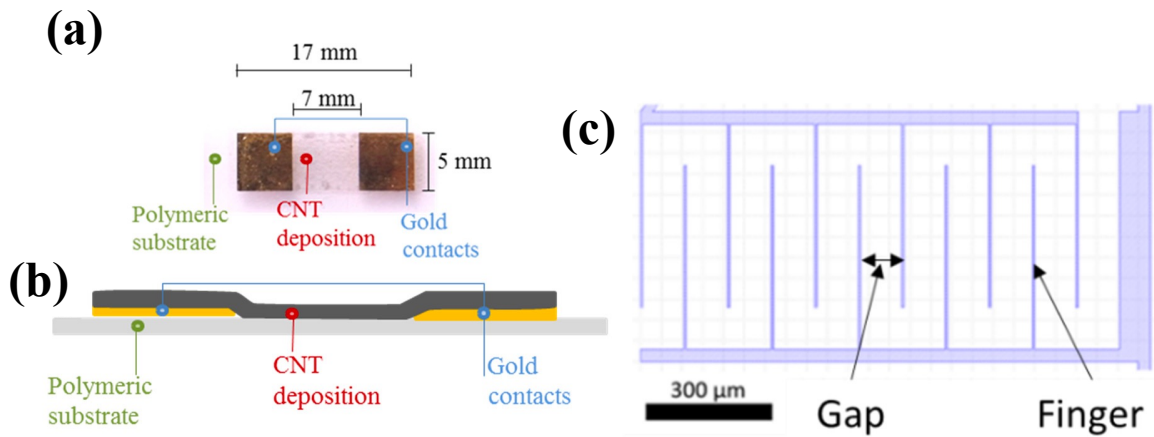 (a)
17 mm
7 mm
5 mm
Polymeric
substrate
CNT
deposition
Gold
contacts
(b)
Polymeric
substrate
CNT
deposition
Gold
contacts
(c)
300 µm
Gap
Finger